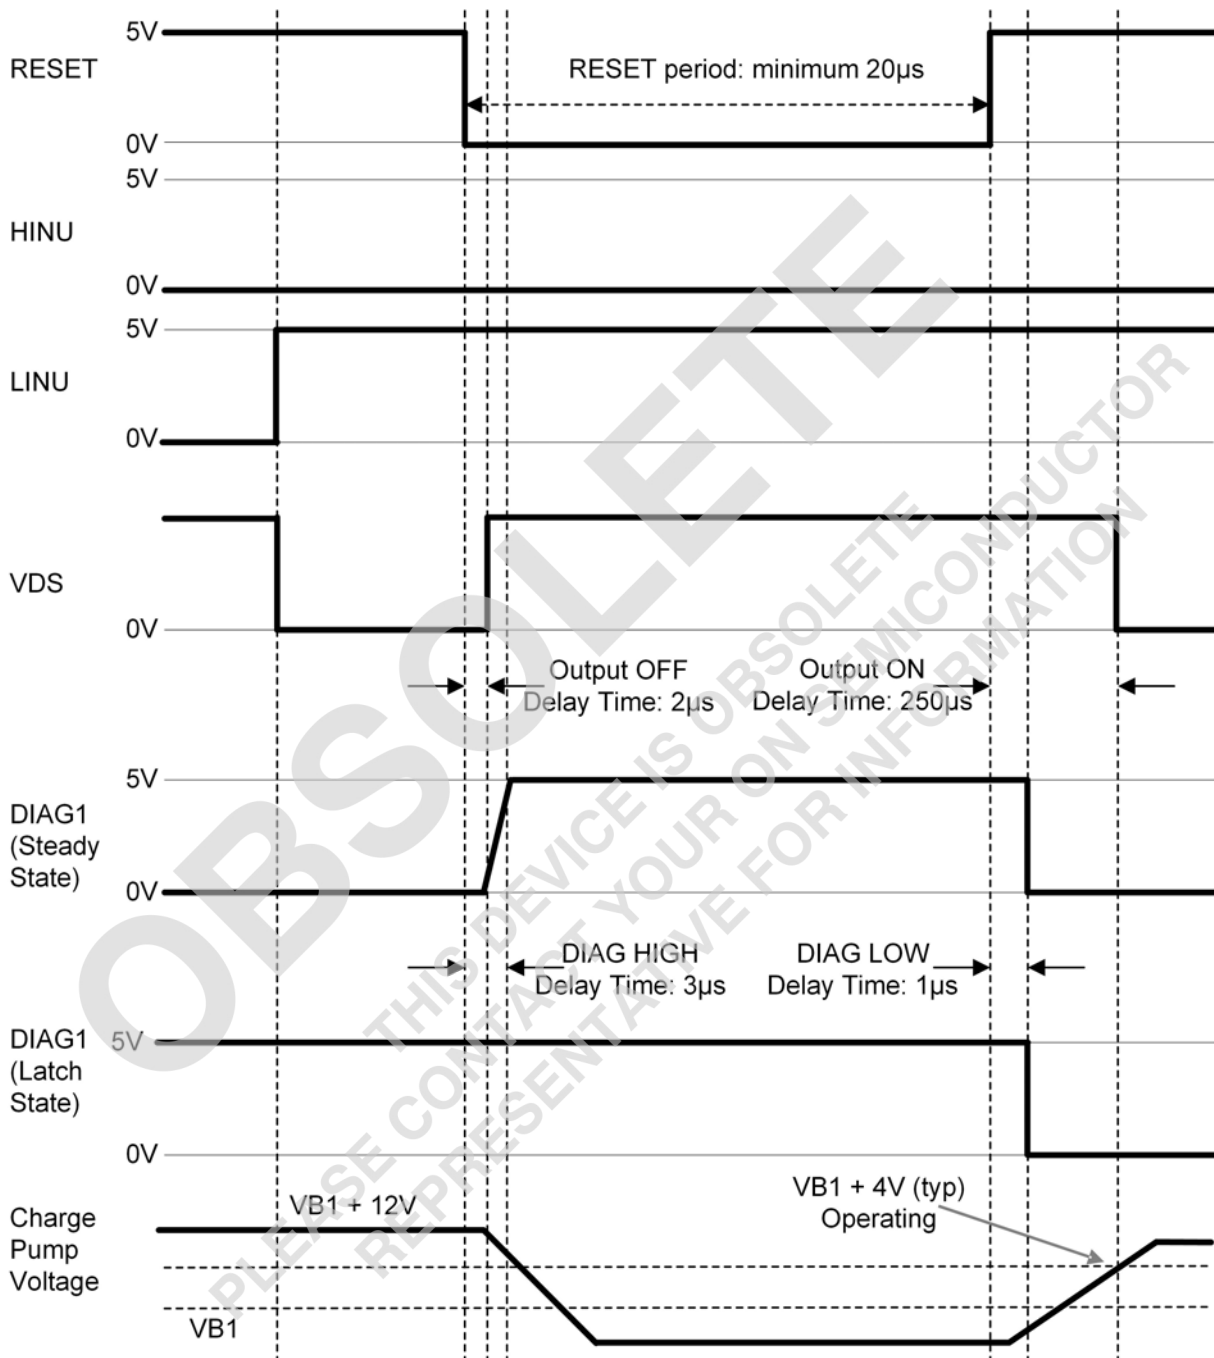 5V
RESET
RESET period: minimum 20µs
0V
5V
HINU
0V
5V
LINU
0V
VDS
0V
Output OFF
Delay Time: 2µs
Output ON
Delay Time: 250µs
5V
DIAG1
(Steady
State)
0V
DIAG HIGH
Delay Time: 3µs
DIAG LOW
Delay Time: 1µs
DIAG1
(Latch
State)
5V
0V
VB1 + 12V
VB1 + 4V (typ)
Operating
Charge
Pump
Voltage
VB1
OBSOLETE
THIS DEVICE IS OBSOLETE
PLEASE CONTACT YOUR ON SEMICONDUCTOR
REPRESENTATIVE FOR INFORMATION